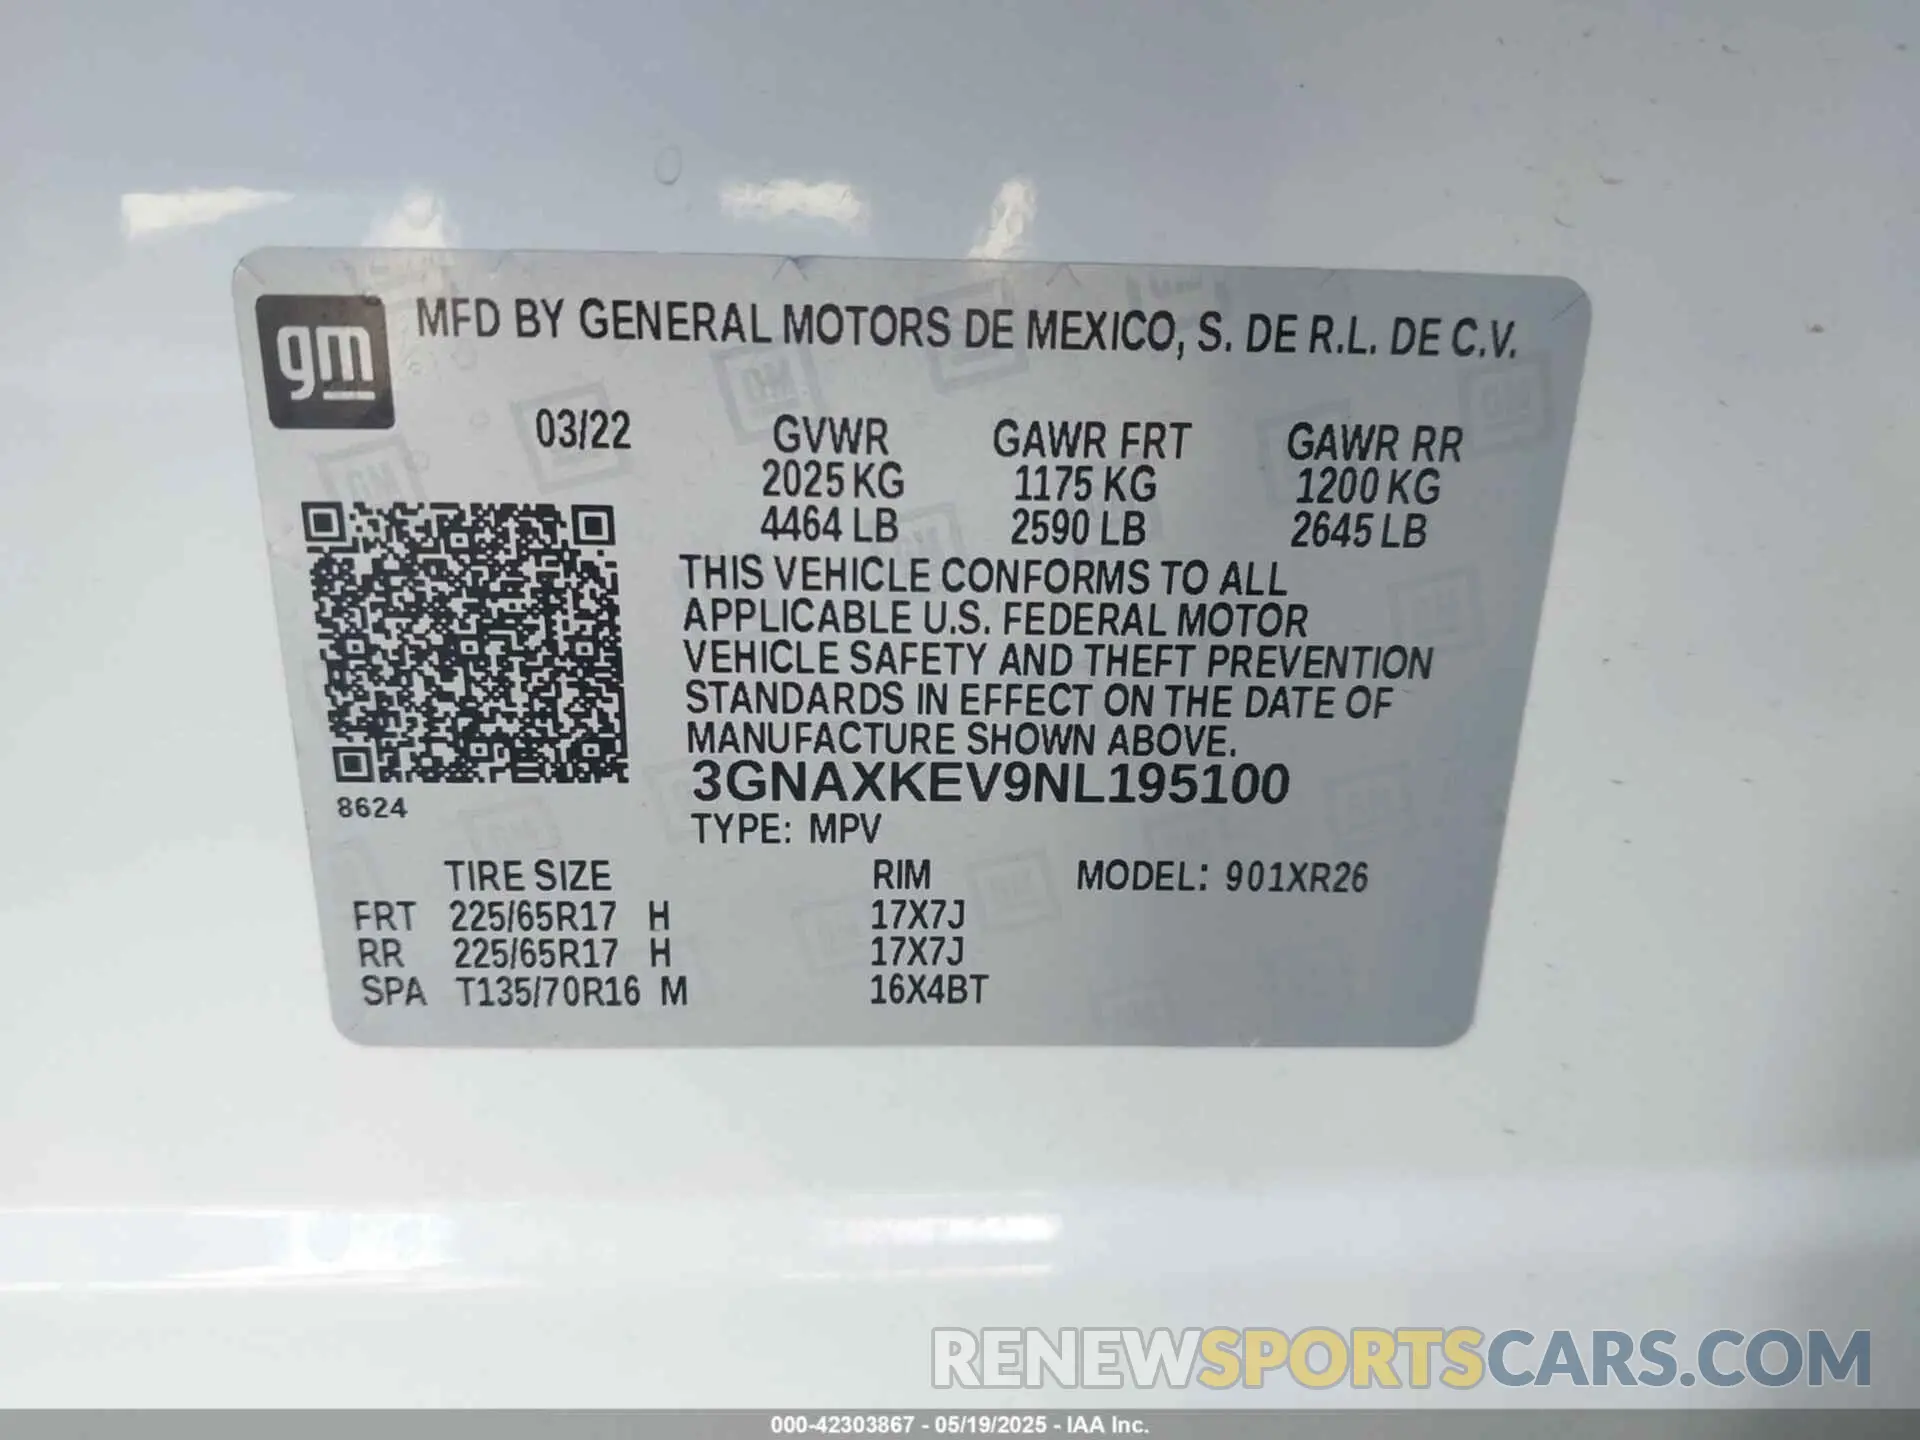 gm
MFD BY GENERAL MOTORS DE MEXICO, S. DE R.L. DE C.V.
03/22
GVWR GAWR FRT GAWR RR
2025 KG 1175 KG 1200 KG
4464 LB 2590 LB 2645 LB
THIS VEHICLE CONFORMS TO ALL
APPLICABLE U.S. FEDERAL MOTOR
VEHICLE SAFETY AND THEFT PREVENTION
STANDARDS IN EFFECT ON THE DATE OF
MANUFACTURE SHOWN ABOVE.
3GNAXKEV9NL195100
8624
TYPE: MPV
TIRE SIZE RIM MODEL: 901XR26
FRT 225/65R17 H 17X7J
RR 225/65R17 H 17X7J
SPA T135/70R16 M 16X4BT
RENEWSPORTSCARS.COM
000-42303867 - 05/19/2025 - IAA Inc.